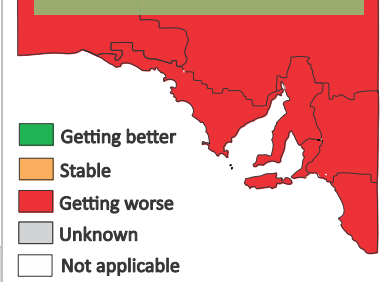 Getting better
Stable
Getting worse
Unknown
Not applicable